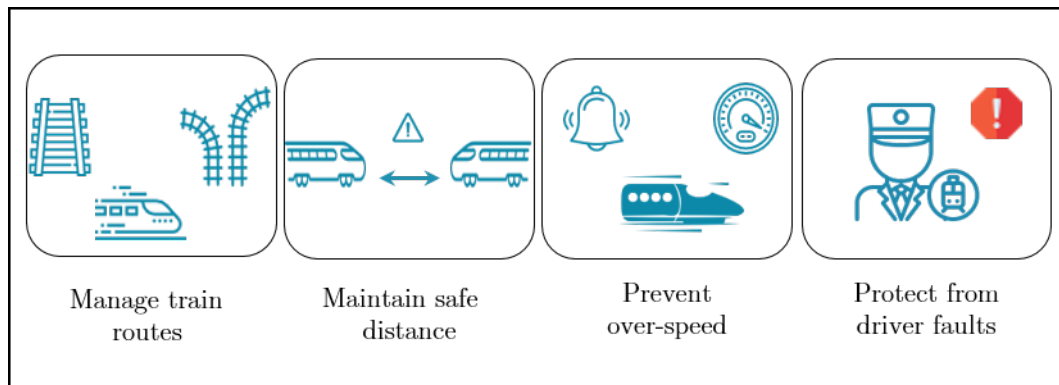 Manage train
routes
Maintain safe
distance
Prevent
over-speed
Protect from
driver faults